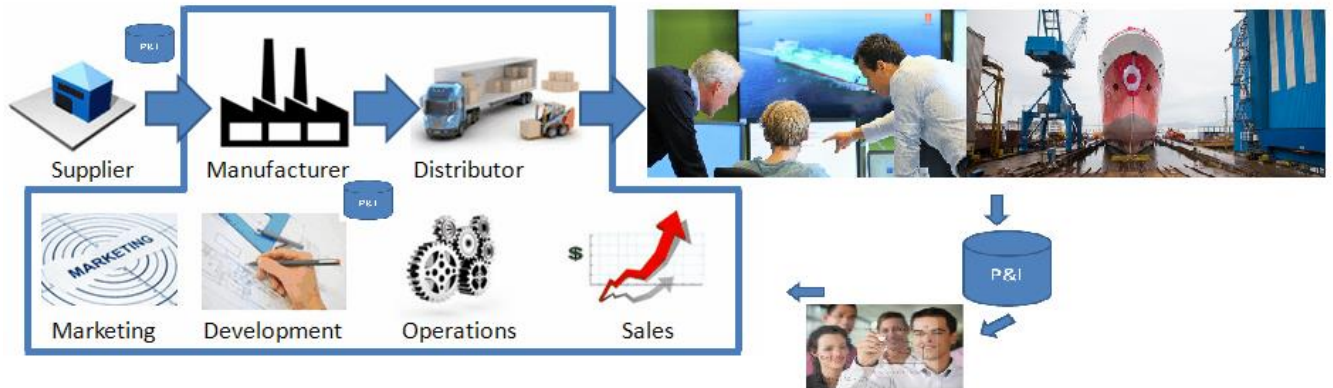 P&I
Supplier
Manufacturer
Distributor
P&I
MARKETING
$
Marketing
Development
Operations
Sales
P&I